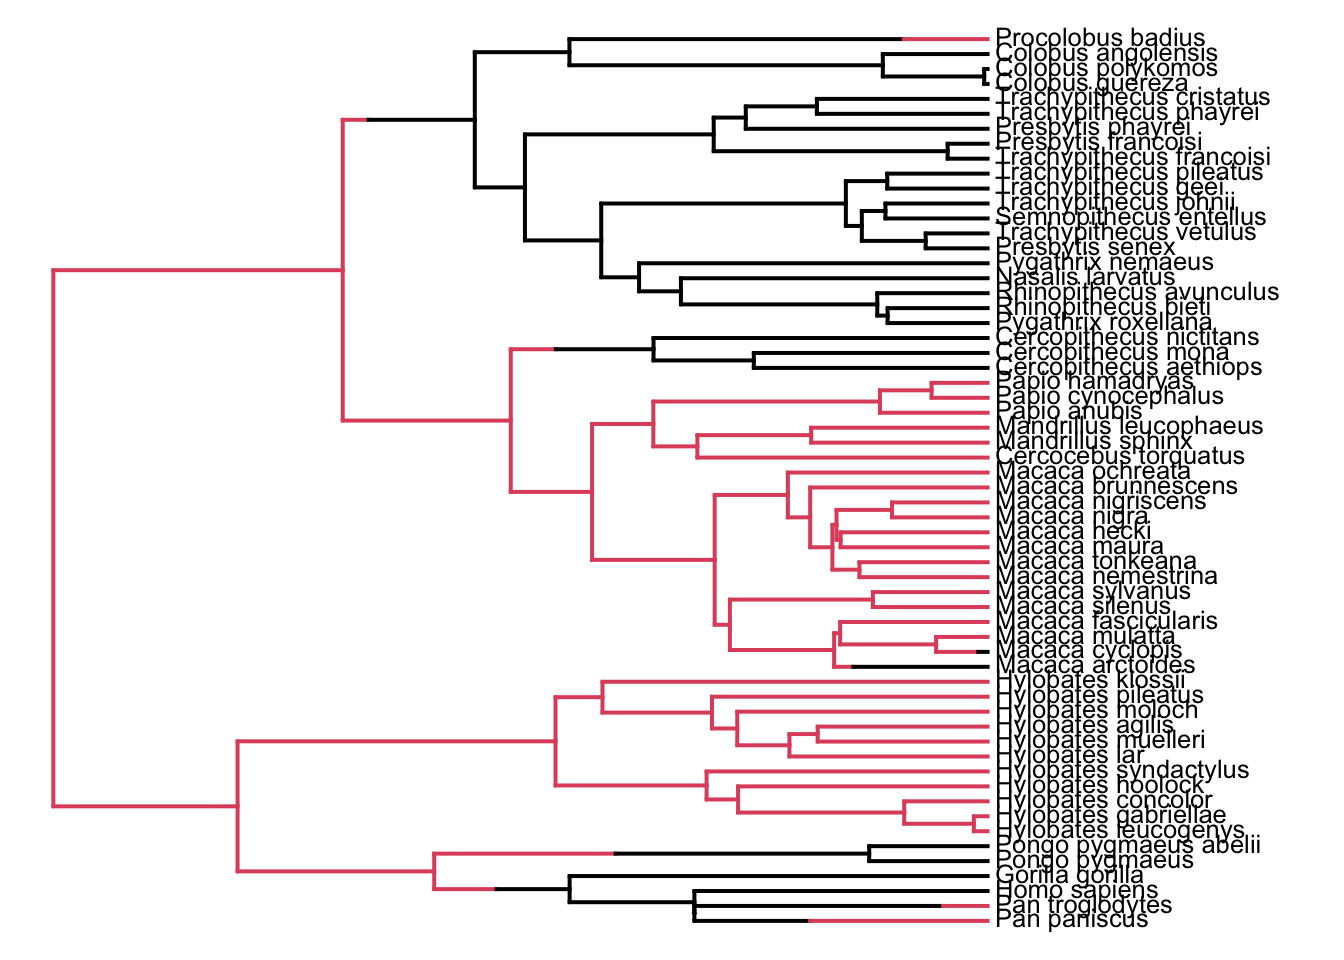 Procolobus badius
Colobus angolensis
Colobus polykomos
Colobus guereza
Trachypithecus cristatus
Trachypithecus phayrei
Presbytis phayrei
Presbytis francoisi
Trachypithecus francoisi
Trachypithecus pileatus
Trachypithecus geei
Trachypithecus johnii
Semnopithecus entellus
Trachypithecus vetulus
Presbytis senex
Pygathrix nemaeus
Nasalis larvatus
Rhinopithecus avunculus
Rhinopithecus bieti
Pygathrix roxellana
Cercopithecus nictitans
Cercopithecus mona
Cercopithecus aethiops
Papio hamadryas
Papio cynocephalus
Papio anubis
Mandrillus leucophaeus
Mandrillus sphinx
Cercocebus torquatus
Macaca ochreata
Macaca brunnescens
Macaca nigriscens
Macaca nigra
Macaca hecki
Macaca maura
Macaca tonkeana
Macaca nemestrina
Macaca sylvanus
Macaca silenus
Macaca fascicularis
Macaca mulatta
Macaca cyclopis
Macaca arctoides
Hylobates klossii
Hylobates pileatus
Hylobates moloch
Hylobates agilis
Hylobates muelleri
Hylobates lar
Hylobates syndactylus
Hylobates hoolock
Hylobates concolor
Hylobates gabriellae
Hylobates leucogenys
Pongo pygmaeus abelii
Pongo pygmaeus
Gorilla gorilla
Homo sapiens
Pan troglodytes
Pan paniscus